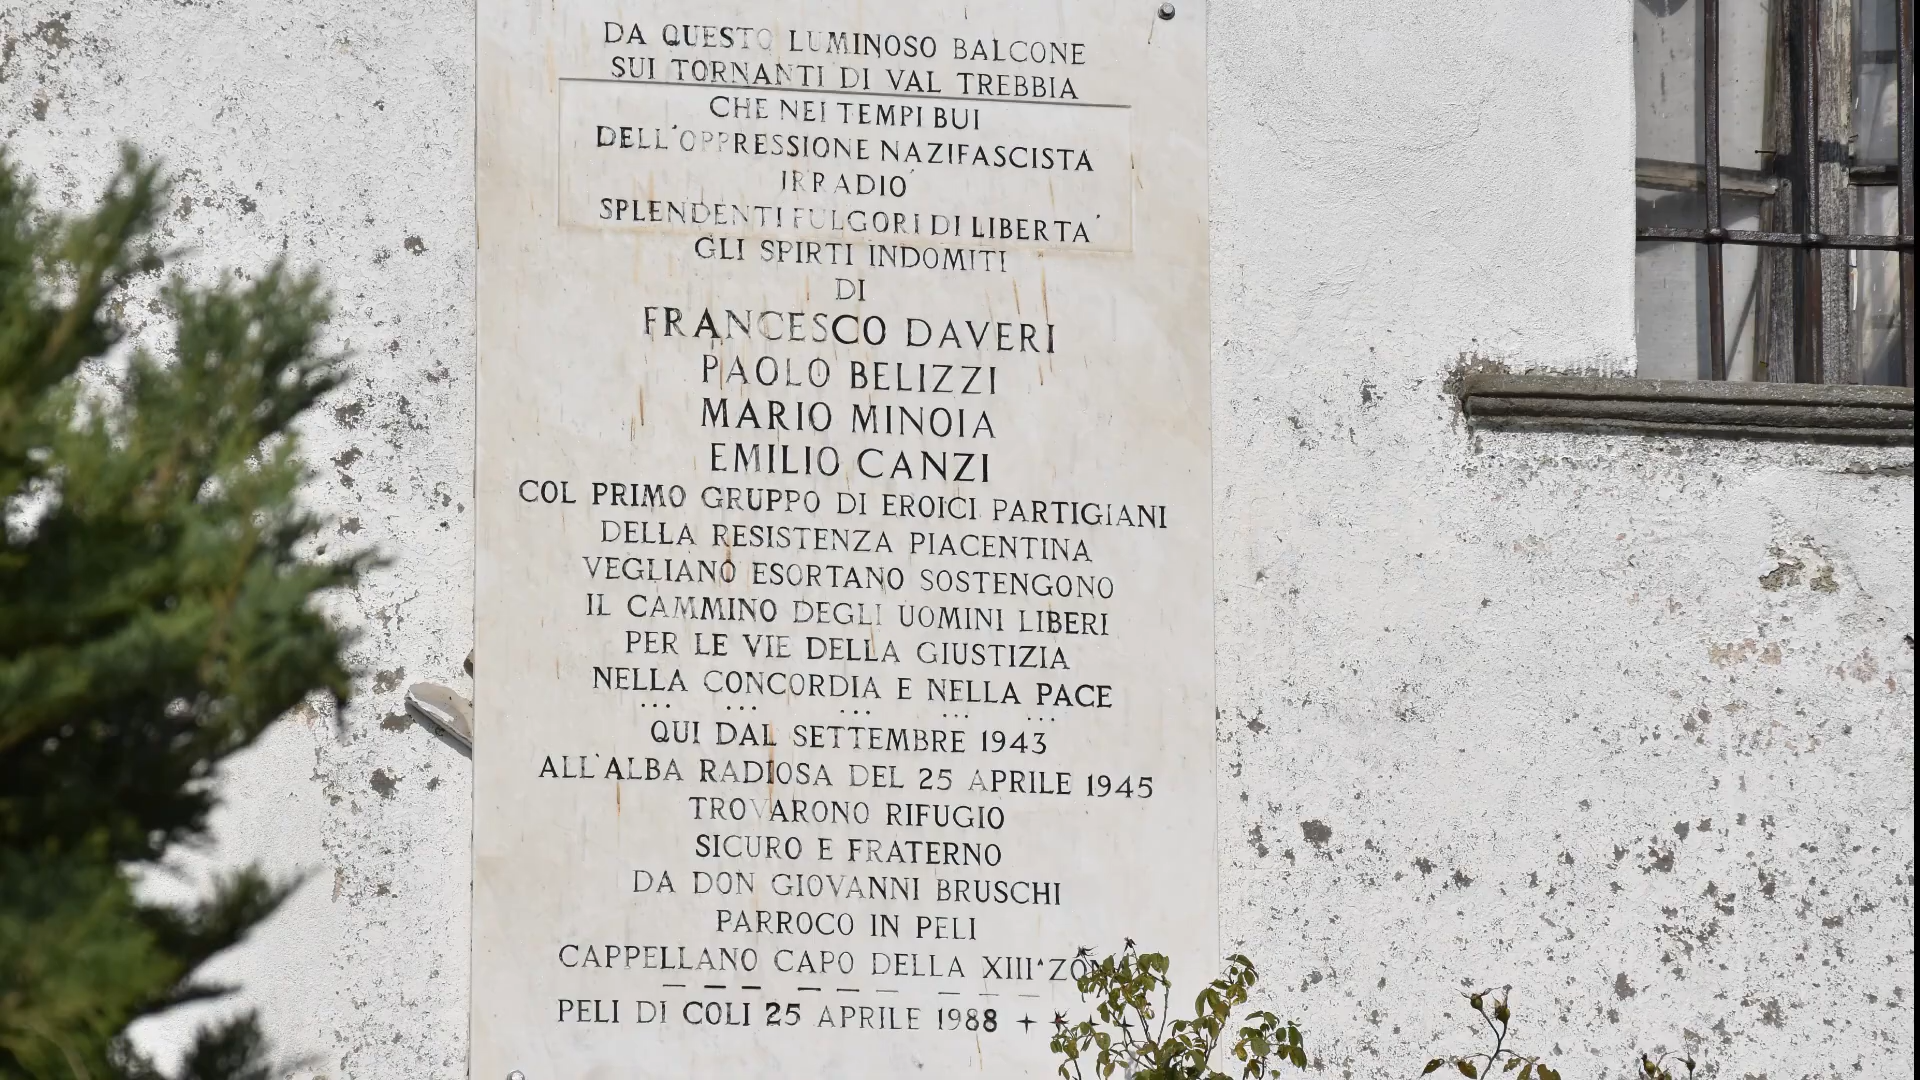 DA QUESTO LUMINOSO BALCONE
SUI TORNANTI DI VAL TREBBIA
CHE NEI TEMPI BUI
DELL'OPPRESSIONE NAZIFASCISTA
IRRADIO'
SPLENDENTI FULGORI DI LIBERTA'
GLI SPIRTI INDOMITI
DI
FRANCESCO DAVERI
PAOLO BELIZZI
MARIO MINOIA
EMILIO CANZI
COL PRIMO GRUPPO DI EROICI PARTIGIANI
DELLA RESISTENZA PIACENTINA
VEGLIANO ESORTANO SOSTENGONO
IL CAMMINO DEGLI UOMINI LIBERI
PER LE VIE DELLA GIUSTIZIA
NELLA CONCORDIA E NELLA PACE
... ... ... ... ...
QUI DAL SETTEMBRE 1943
ALL'ALBA RADIOSA DEL 25 APRILE 1945
TROVARONO RIFUGIO
SICURO E FRATERNO
DA DON GIOVANNI BRUSCHI
PARROCO IN PELI
CAPPELLANO CAPO DELLA XIIIª
PELI DI COLI 25 APRILE 1988 +